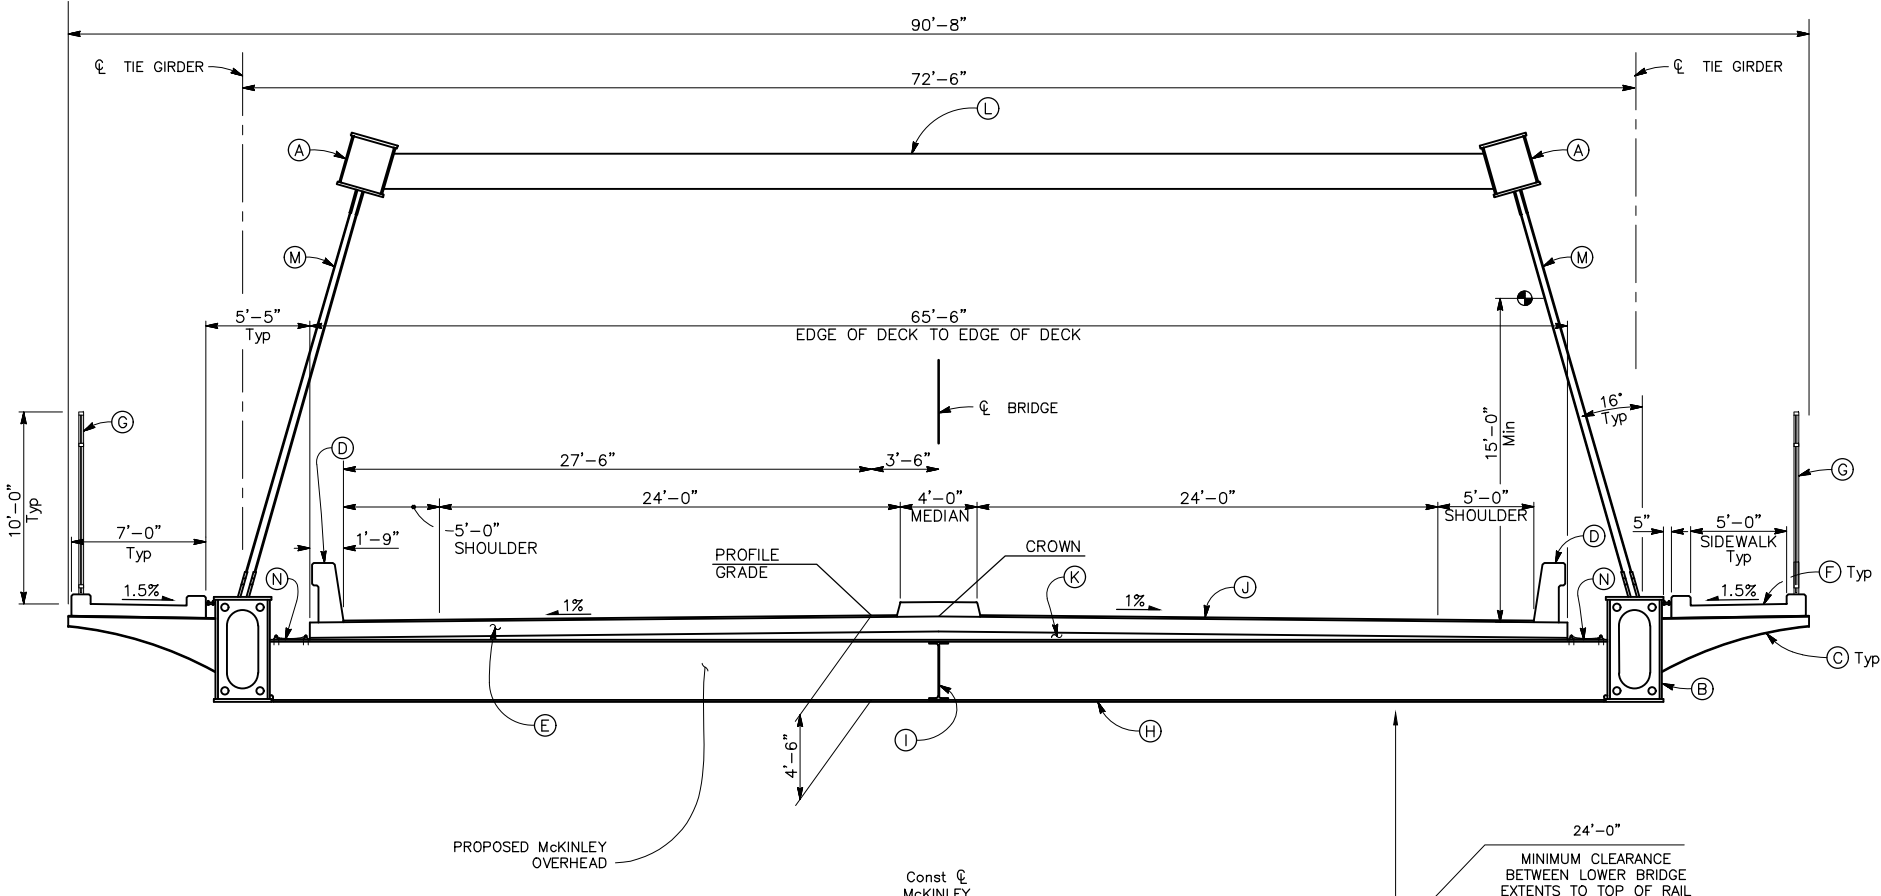 90'-8"
℄ TIE GIRDER
℄ TIE GIRDER
72'-6"
L
A
A
M
M
5'-5"
Typ
65'-6"
EDGE OF DECK TO EDGE OF DECK
16°
Typ
℄ BRIDGE
15'-0"
Min
G
D
27'-6"
3'-6"
G
10'-0"
Typ
24'-0"
4'-0"
MEDIAN
24'-0"
5'-0"
SHOULDER
7'-0"
Typ
1'-9"
5'-0"
SHOULDER
5"
5'-0"
SIDEWALK
Typ
D
PROFILE
GRADE
CROWN
1.5%
N
K
N
F Typ
1%
1%
J
1.5%
C Typ
B
E
I
H
4'-6"
24'-0"
PROPOSED McKINLEY
OVERHEAD
MINIMUM CLEARANCE
BETWEEN LOWER BRIDGE
EXTENTS TO TOP OF RAIL
Const ℄
McKINLEY